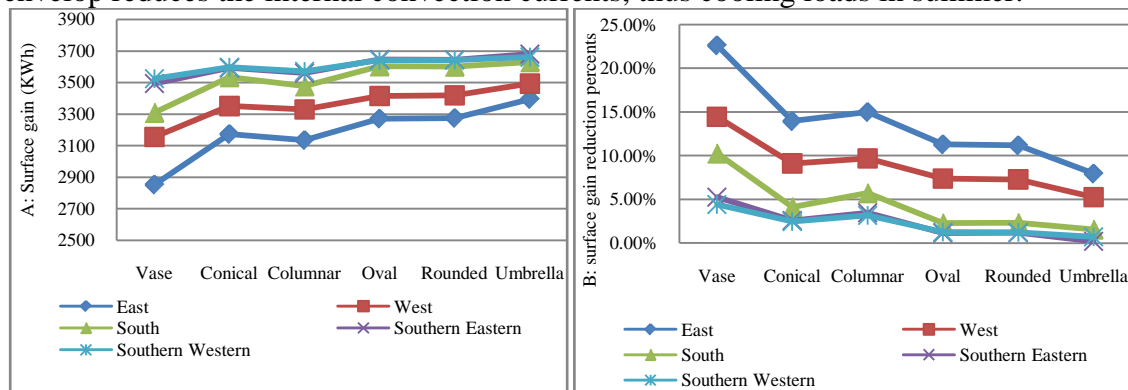 envelop reduces the internal convection currents, thus cooling loads in summer.
A: Surface gain (KWh)
3900
3700
3500
3300
3100
2900
2700
2500
Vase Conical Columnar Oval Rounded Umbrella
East West
South Southern Eastern
Southern Western
B: surface gain reduction percents
25.00%
20.00%
15.00%
10.00%
5.00%
0.00%
Vase Conical Columnar Oval Rounded Umbrella
East West
South Southern Eastern
Southern Western